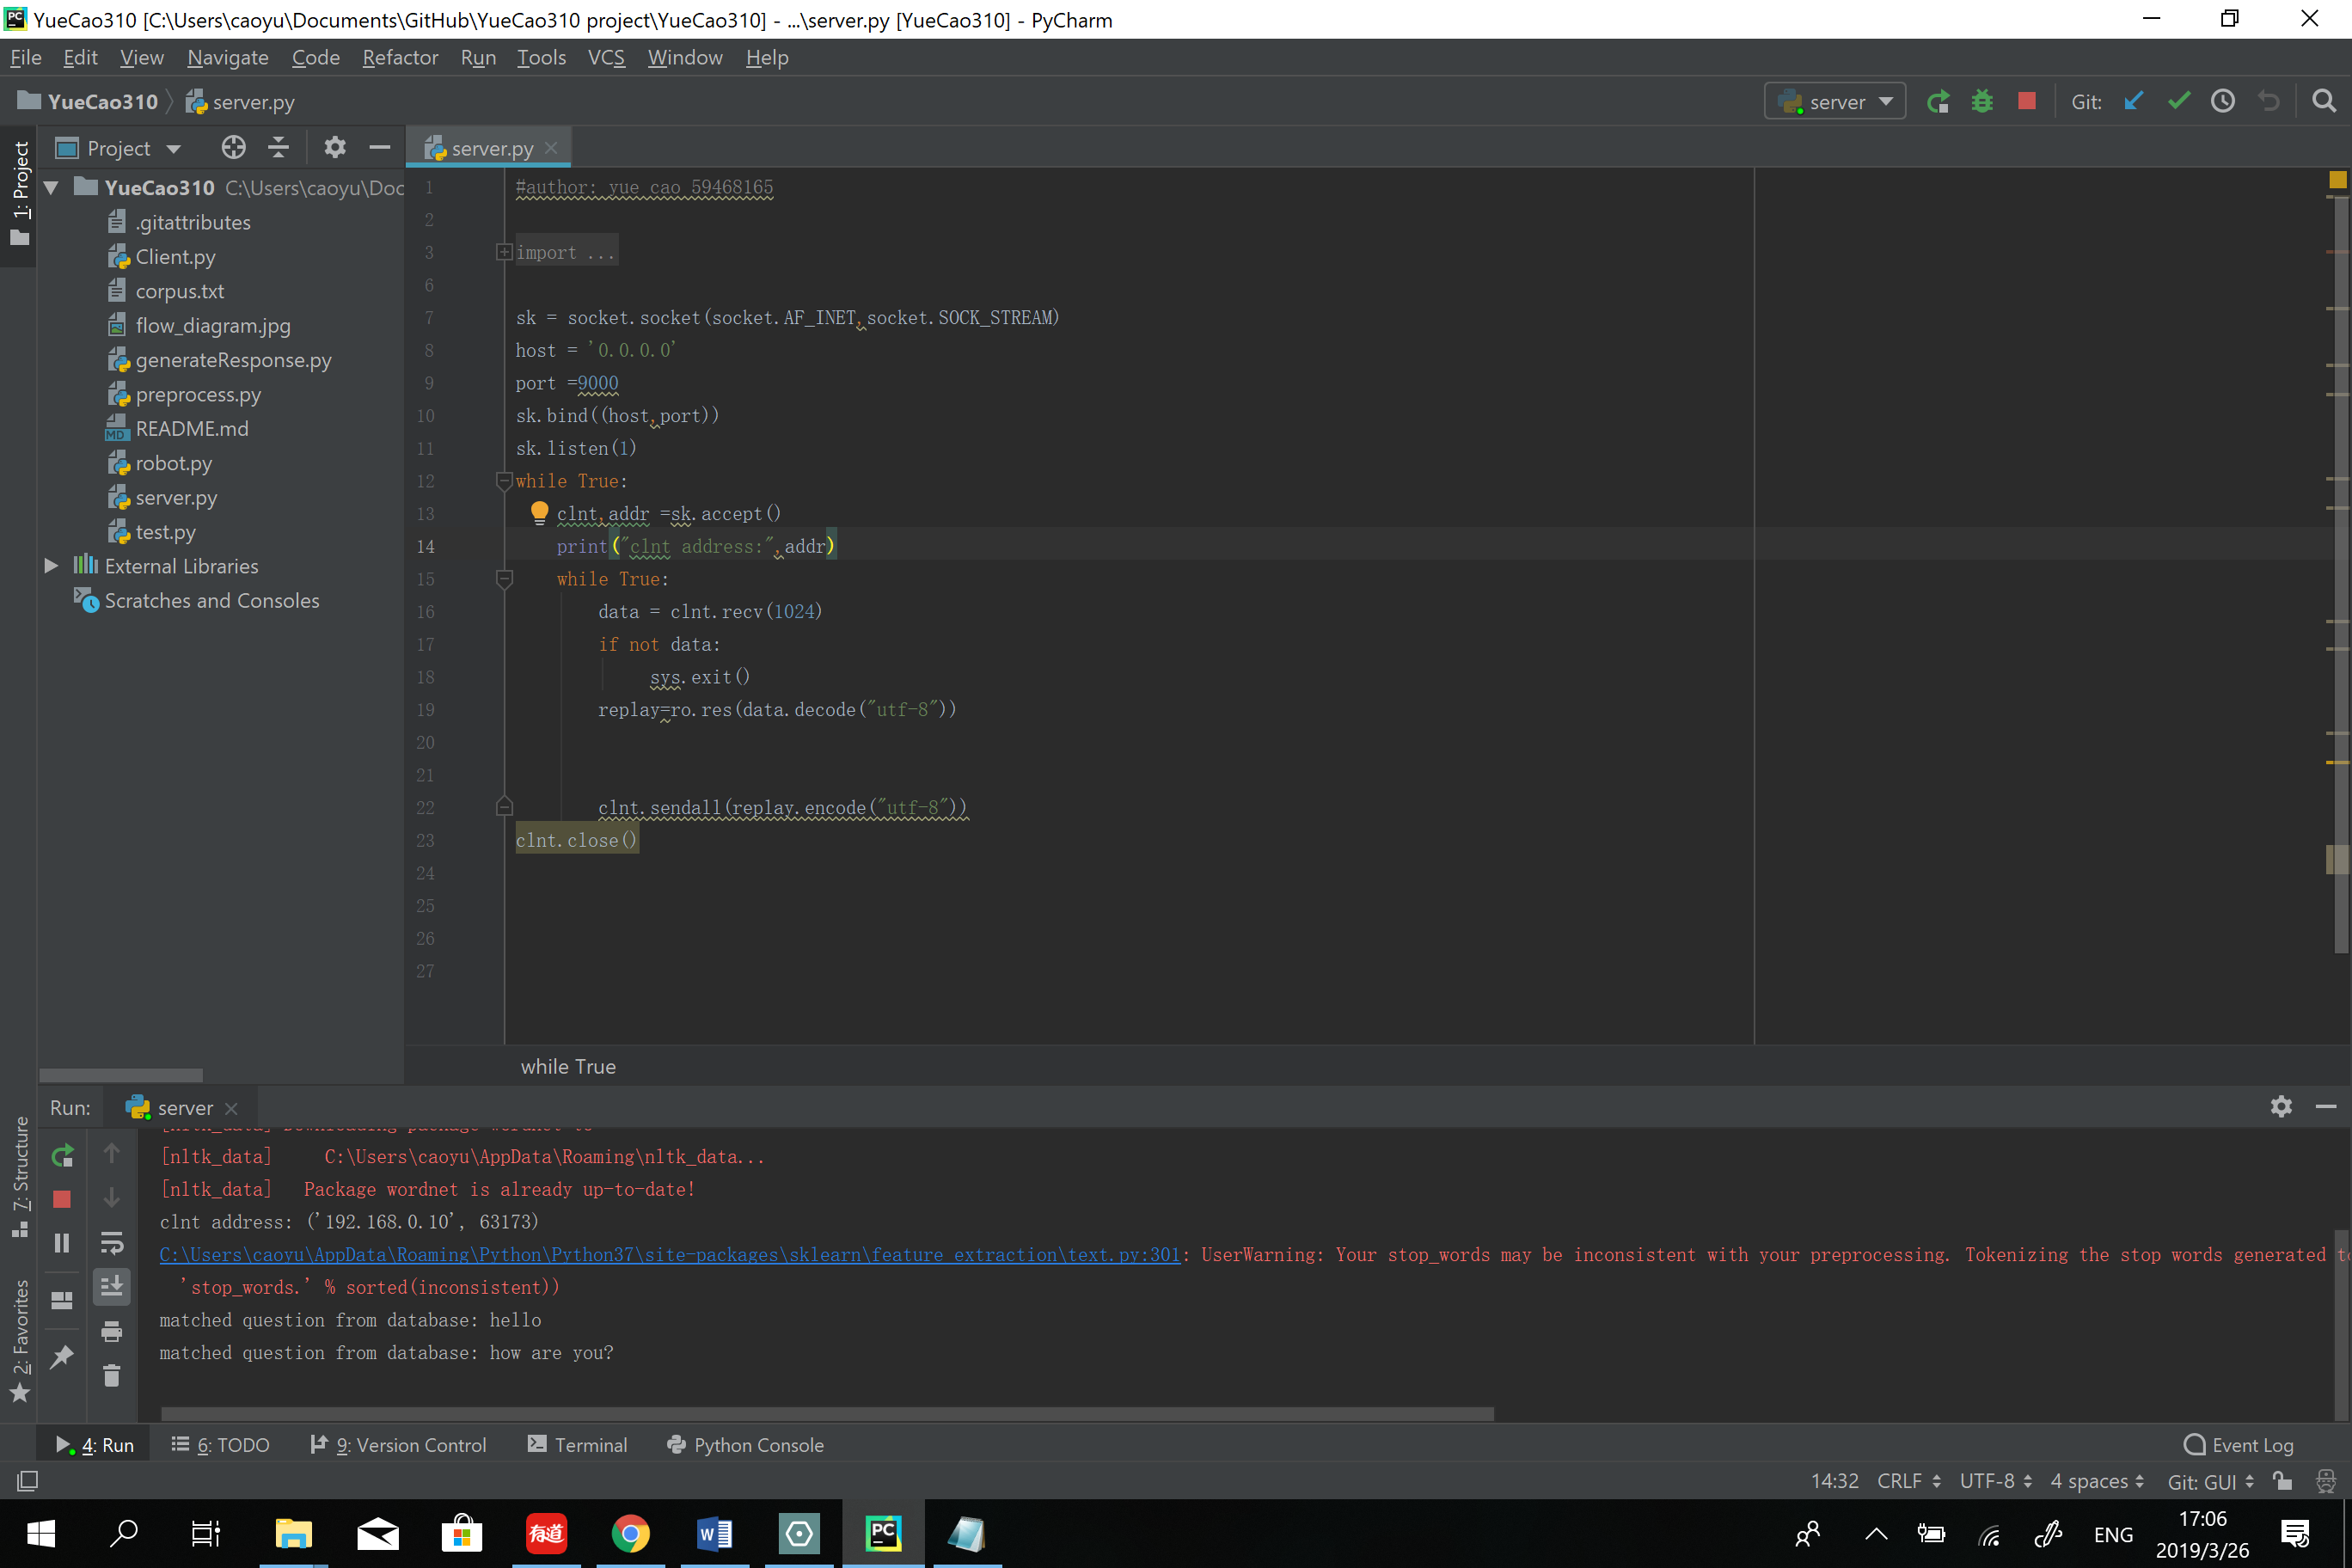 YueCao310 [C:\Users\caoyu\Documents\GitHub\YueCao310 project\YueCao310] - ...\server.py [YueCao310] - PyCharm
File Edit View Navigate Code Refactor Run Tools VCS Window Help
YueCao310 server.py
server Git:
Project
server.py
1: Project
YueCao310 C:\Users\caoyu\Doc
.gitattributes
Client.py
corpus.txt
flow_diagram.jpg
generateResponse.py
preprocess.py
README.md
robot.py
server.py
test.py
External Libraries
Scratches and Consoles
1 #author: yue cao 59468165
2
3 import ...
6
7 sk = socket.socket(socket.AF_INET,socket.SOCK_STREAM)
8 host = '0.0.0.0'
9 port =9000
10 sk.bind((host,port))
11 sk.listen(1)
12 while True:
13 clnt,addr =sk.accept()
14 print("clnt address:",addr)
15 while True:
16 data = clnt.recv(1024)
17 if not data:
18 sys.exit()
19 replay=ro.res(data.decode("utf-8"))
20
21
22 clnt.sendall(replay.encode("utf-8"))
23 clnt.close()
24
25
26
27
while True
Run: server
7: Structure
2: Favorites
[nltk_data] Downloading package wordnet to
[nltk_data] C:\Users\caoyu\AppData\Roaming\nltk_data...
[nltk_data] Package wordnet is already up-to-date!
clnt address: ('192.168.0.10', 63173)
C:\Users\caoyu\AppData\Roaming\Python\Python37\site-packages\sklearn\feature_extraction\text.py:301: UserWarning: Your stop_words may be inconsistent with your preprocessing. Tokenizing the stop words generated to
'stop_words.' % sorted(inconsistent))
matched question from database: hello
matched question from database: how are you?
4: Run 6: TODO 9: Version Control Terminal Python Console Event Log
14:32 CRLF UTF-8 4 spaces Git: GUI
有道 PC ENG 17:06
2019/3/26